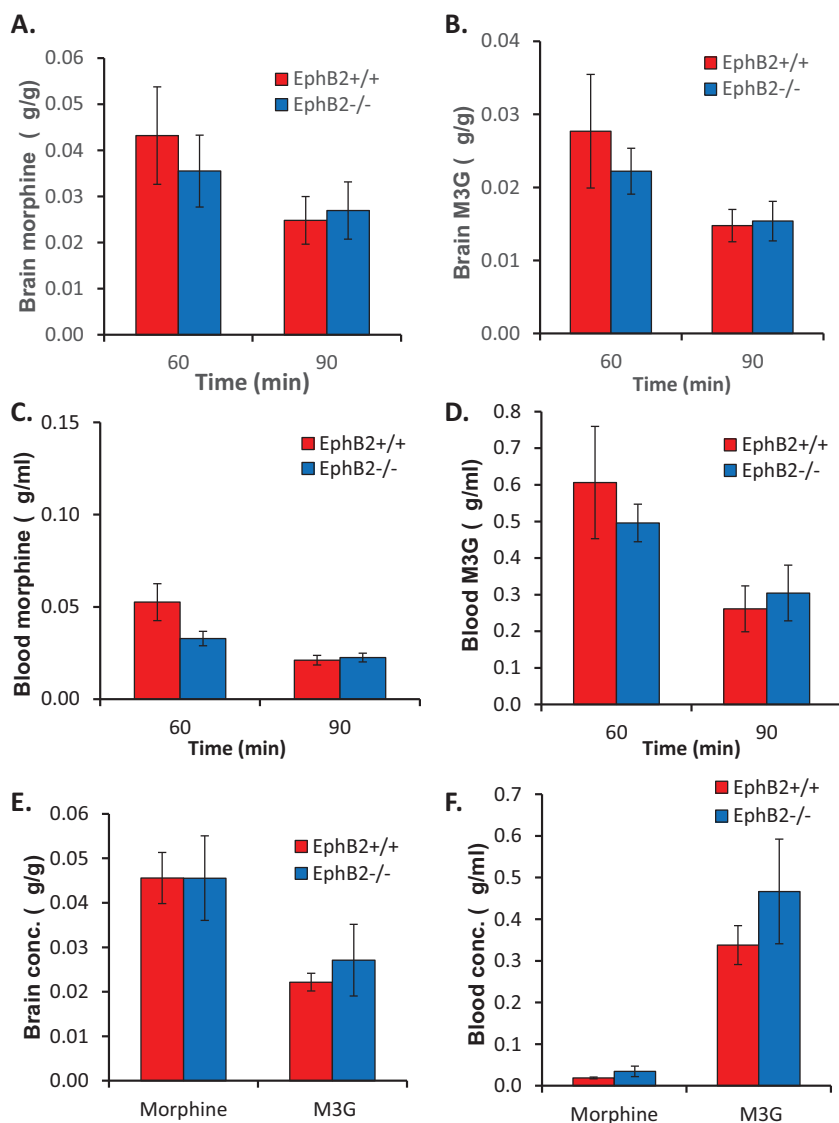 A.
Brain morphine ( g/g)
0.06
0.05
0.04
0.03
0.02
0.01
0.00
EphB2+/+
EphB2-/-
60
90
Time (min)
B.
Brain M3G ( g/g)
0.04
0.03
0.02
0.01
0.00
EphB2+/+
EphB2-/-
60
90
Time (min)
C.
Blood morphine ( g/ml)
0.15
0.10
0.05
0.00
EphB2+/+
EphB2-/-
60
90
Time (min)
D.
Blood M3G ( g/ml)
0.8
0.7
0.6
0.5
0.4
0.3
0.2
0.1
0.0
EphB2+/+
EphB2-/-
60
90
Time (min)
E.
Brain conc. ( g/g)
0.06
0.05
0.04
0.03
0.02
0.01
0.00
EphB2+/+
EphB2-/-
Morphine
M3G
F.
Blood conc. ( g/ml)
0.7
0.6
0.5
0.4
0.3
0.2
0.1
0.0
EphB2+/+
EphB2-/-
Morphine
M3G